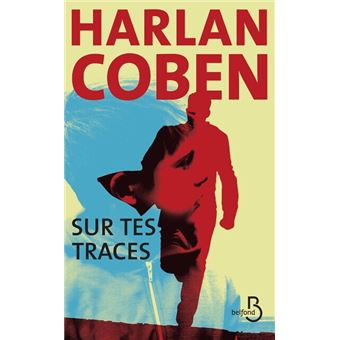 HARLAN
COBEN
SUR TES
TRACES
B
belfond